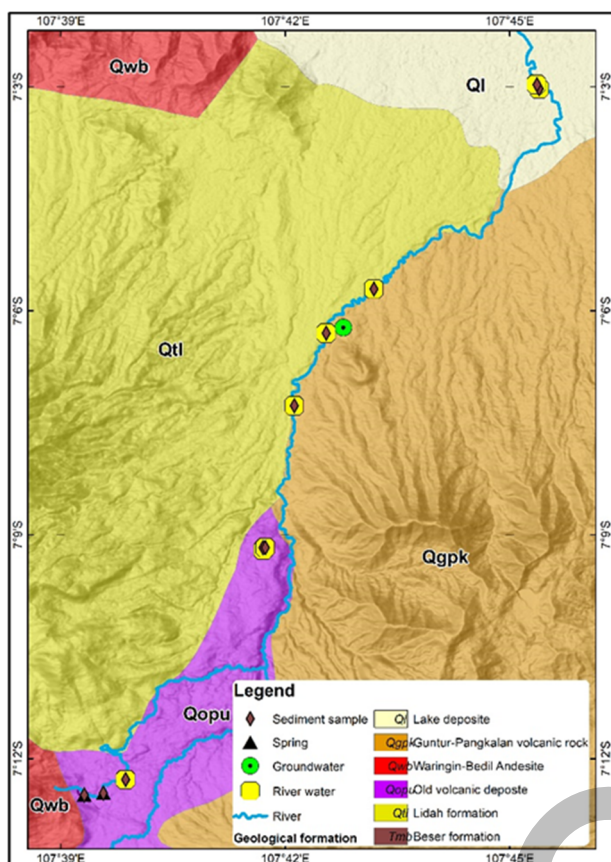 107°39'E 107°42'E 107°45'E
Qwb
Ql
7°3'S 7°3'S
7°6'S 7°6'S
Qtl
7°9'S 7°9'S
Qgpk
Legend
Sediment sample
Spring
Groundwater
River water
River
Geological formation
Ql Lake deposite
Qgpk Guntur-Pangkalan volcanic rock
Qwb Waringin-Bedil Andesite
Qopu Old volcanic deposte
Qtl Lidah formation
Tmb Beser formation
Qopu
7°12'S 7°12'S
Qwb
107°39'E 107°42'E 107°45'E